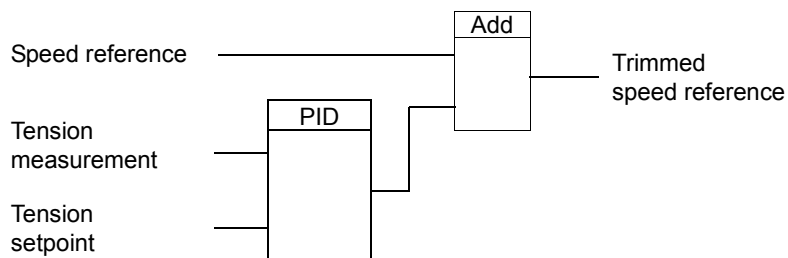 Add
Speed reference
Trimmed
speed reference
PID
Tension
measurement
Tension
setpoint